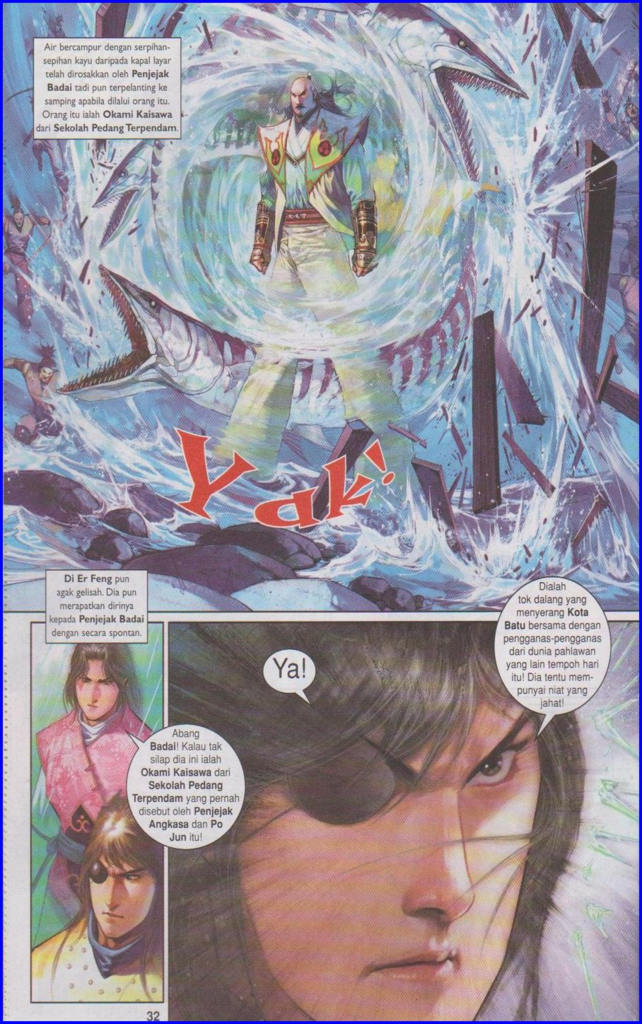 Air bercampur dengan serpihan-
sepihan kayu daripada kapal layar
telah dirosakkan oleh Penjejak
Badai tadi pun terpelanting ke
samping apabila dilalui orang itu.
Orang itu ialah Okami Kaisawa
dari Sekolah Pedang Terpendam.
Yak!
Di Er Feng pun
agak gelisah. Dia pun
merapatkan dirinya
kepada Penjejak Badai
dengan secara spontan.
Abang
Badai! Kalau tak
silap dia ini ialah
Okami Kaisawa dari
Sekolah Pedang
Terpendam yang pernah
disebut oleh Penjejak
Angkasa dan Po
Jun itu!
Ya!
Dialah
tok dalang yang
menyerang Kota
Batu bersama dengan
pengganas-pengganas
dari dunia pahlawan
yang lain tempoh hari
itu! Dia tentu mem-
punyai niat yang
jahat!
32